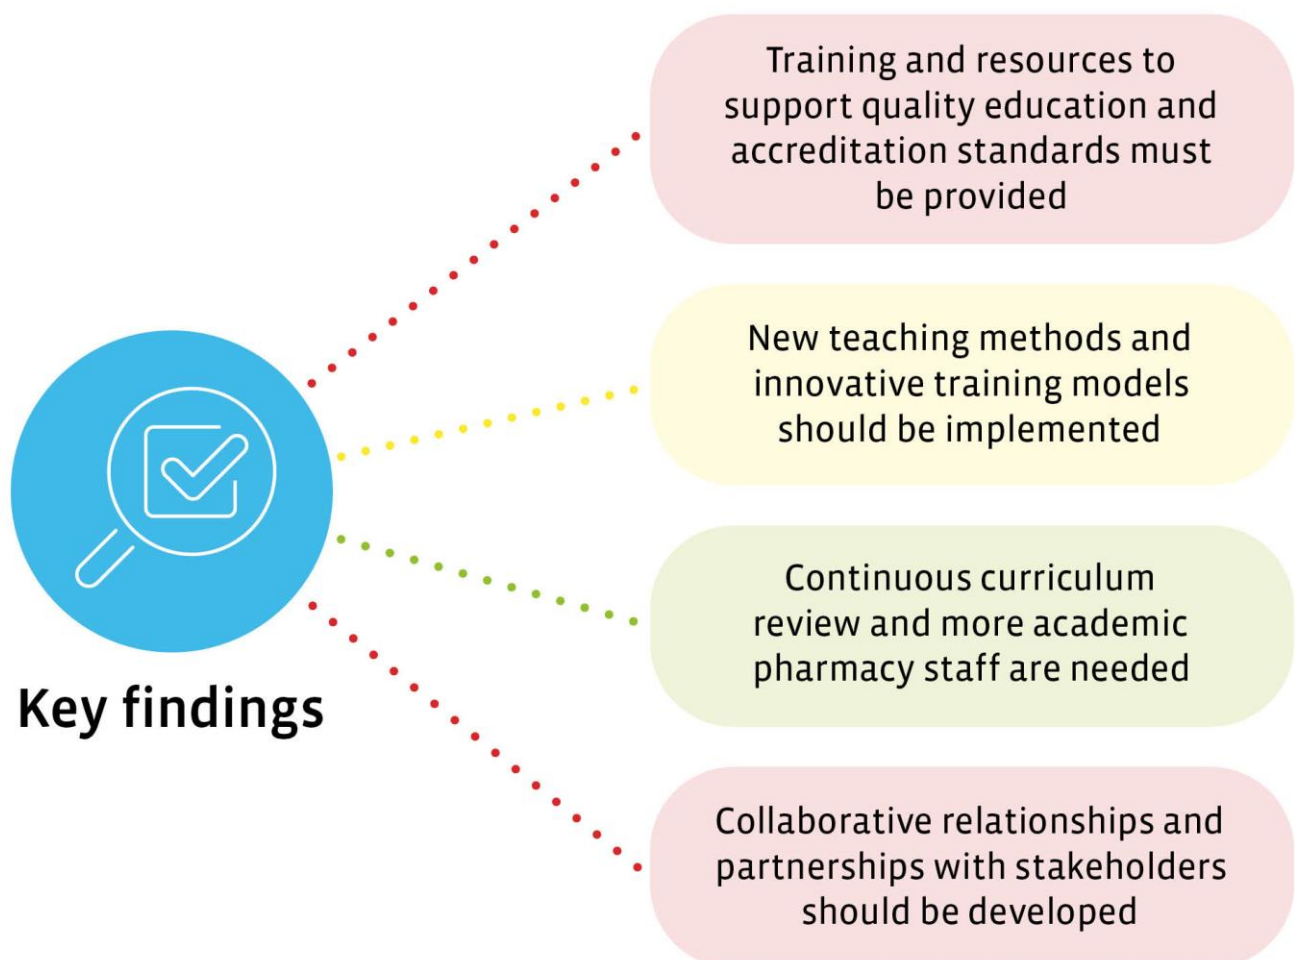 Training and resources to
support quality education and
accreditation standards must
be provided
New teaching methods and
innovative training models
should be implemented
Continuous curriculum
review and more academic
pharmacy staff are needed
Key findings
Collaborative relationships and
partnerships with stakeholders
should be developed